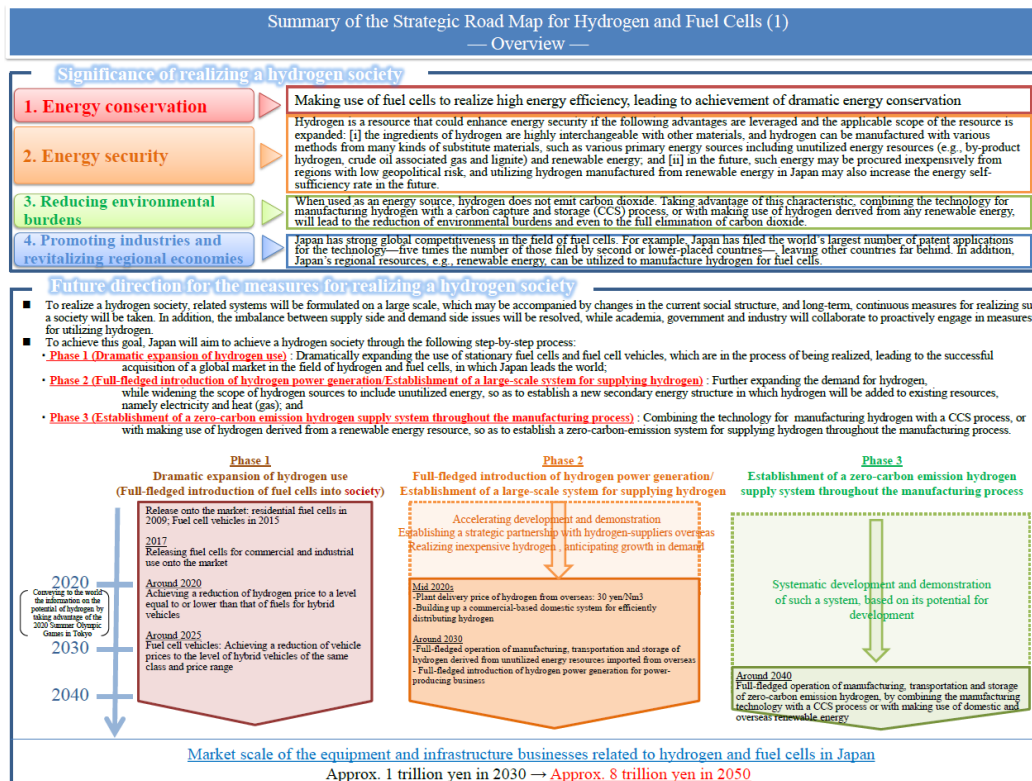 Summary of the Strategic Road Map for Hydrogen and Fuel Cells (1)
— Overview —
Significance of realizing a hydrogen society
1. Energy conservation
Making use of fuel cells to realize high energy efficiency, leading to achievement of dramatic energy conservation
2. Energy security
Hydrogen is a resource that could enhance energy security if the following advantages are leveraged and the applicable scope of the resource is
expanded: [i] the ingredients of hydrogen are highly interchangeable with other materials, and hydrogen can be manufactured with various
methods from many kinds of substitute materials, such as various primary energy sources including unutilized energy resources (e.g., by-product
hydrogen, crude oil associated gas and lignite) and renewable energy; and [ii] in the future, such energy may be procured inexpensively from
regions with low geopolitical risk, and utilizing hydrogen manufactured from renewable energy in Japan may also increase the energy self-
sufficiency rate in the future.
3. Reducing environmental
burdens
When used as an energy source, hydrogen does not emit carbon dioxide. Taking advantage of this characteristic, combining the technology for
manufacturing hydrogen with a carbon capture and storage (CCS) process, or with making use of hydrogen derived from any renewable energy,
will lead to the reduction of environmental burdens and even to the full elimination of carbon dioxide.
4. Promoting industries and
revitalizing regional economies
Japan has strong global competitiveness in the field of fuel cells. For example, Japan has filed the world's largest number of patent applications
for the technology—five times the number of those filed by second or lower-placed countries—, leaving other countries far behind. In addition,
Japan's regional resources, e.g., renewable energy, can be utilized to manufacture hydrogen for fuel cells.
Future direction for the measures for realizing a hydrogen society
■ To realize a hydrogen society, related systems will be formulated on a large scale, which may be accompanied by changes in the current social structure, and long-term, continuous measures for realizing su
a society will be taken. In addition, the imbalance between supply side and demand side issues will be resolved, while academia, government and industry will collaborate to proactively engage in measures
for utilizing hydrogen.
■ To achieve this goal, Japan will aim to achieve a hydrogen society through the following step-by-step process:
・Phase 1 (Dramatic expansion of hydrogen use) : Dramatically expanding the use of stationary fuel cells and fuel cell vehicles, which are in the process of being realized, leading to the successful
acquisition of a global market in the field of hydrogen and fuel cells, in which Japan leads the world;
・Phase 2 (Full-fledged introduction of hydrogen power generation/Establishment of a large-scale system for supplying hydrogen) : Further expanding the demand for hydrogen,
while widening the scope of hydrogen sources to include unutilized energy, so as to establish a new secondary energy structure in which hydrogen will be added to existing resources,
namely electricity and heat (gas); and
・Phase 3 (Establishment of a zero-carbon emission hydrogen supply system throughout the manufacturing process) : Combining the technology for manufacturing hydrogen with a CCS process, or
with making use of hydrogen derived from a renewable energy resource, so as to establish a zero-carbon-emission system for supplying hydrogen throughout the manufacturing process.
Phase 1
Dramatic expansion of hydrogen use
(Full-fledged introduction of fuel cells into society)
Release onto the market: residential fuel cells in
2009; Fuel cell vehicles in 2015
2017
Releasing fuel cells for commercial and industrial
use onto the market
Around 2020
Achieving a reduction of hydrogen price to a level
equal to or lower than that of fuels for hybrid
vehicles
Around 2025
Fuel cell vehicles: Achieving a reduction of vehicle
prices to the level of hybrid vehicles of the same
class and price range
2020
Conveying to the world
the information on the
potential of hydrogen by
taking advantage of the
2020 Summer Olympic
Games in Tokyo
2030
2040
Phase 2
Full-fledged introduction of hydrogen power generation/
Establishment of a large-scale system for supplying hydrogen
Accelerating development and demonstration
Establishing a strategic partnership with hydrogen-suppliers overseas
Realizing inexpensive hydrogen , anticipating growth in demand
Mid 2020s
-Plant delivery price of hydrogen from overseas: 30 yen/Nm3
-Building up a commercial-based domestic system for efficiently
distributing hydrogen
Around 2030
-Full-fledged operation of manufacturing, transportation and storage
of hydrogen derived from unutilized energy resources imported from overseas
- Full-fledged introduction of hydrogen power generation for power-
producing business
Phase 3
Establishment of a zero-carbon emission hydrogen
supply system throughout the manufacturing process
Systematic development and demonstration
of such a system, based on its potential for
development
Around 2040
Full-fledged operation of manufacturing, transportation and storage
of zero-carbon emission hydrogen, by combining the manufacturing
technology with a CCS process or with making use of domestic and
overseas renewable energy
Market scale of the equipment and infrastructure businesses related to hydrogen and fuel cells in Japan
Approx. 1 trillion yen in 2030 → Approx. 8 trillion yen in 2050